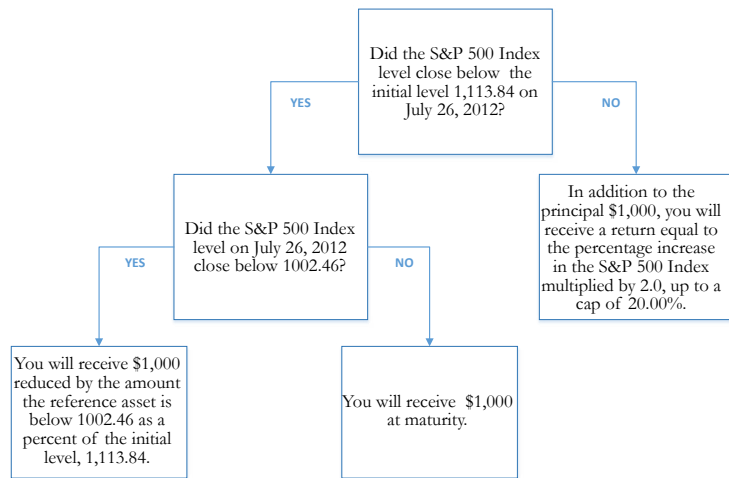 Did the S&P 500 Index
level close below the
initial level 1,113.84 on
July 26, 2012?
YES
NO
Did the S&P 500 Index
level on July 26, 2012
close below 1002.46?
In addition to the
principal $1,000, you will
receive a return equal to
the percentage increase
in the S&P 500 Index
multiplied by 2.0, up to a
cap of 20.00%.
YES
NO
You will receive $1,000
reduced by the amount
the reference asset is
below 1002.46 as a
percent of the initial
level, 1,113.84.
You will receive $1,000
at maturity.